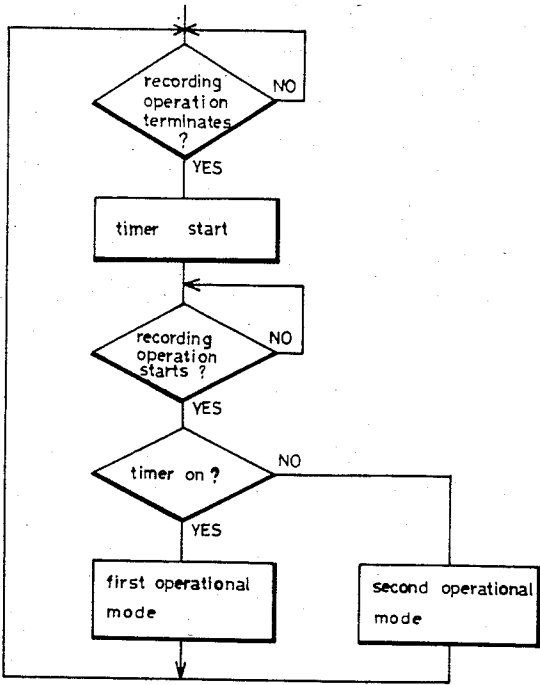 recording
operation
terminates
?
NO
YES
timer start
recording
operation
starts ?
NO
YES
timer on ?
NO
YES
first operational
mode
second operational
mode